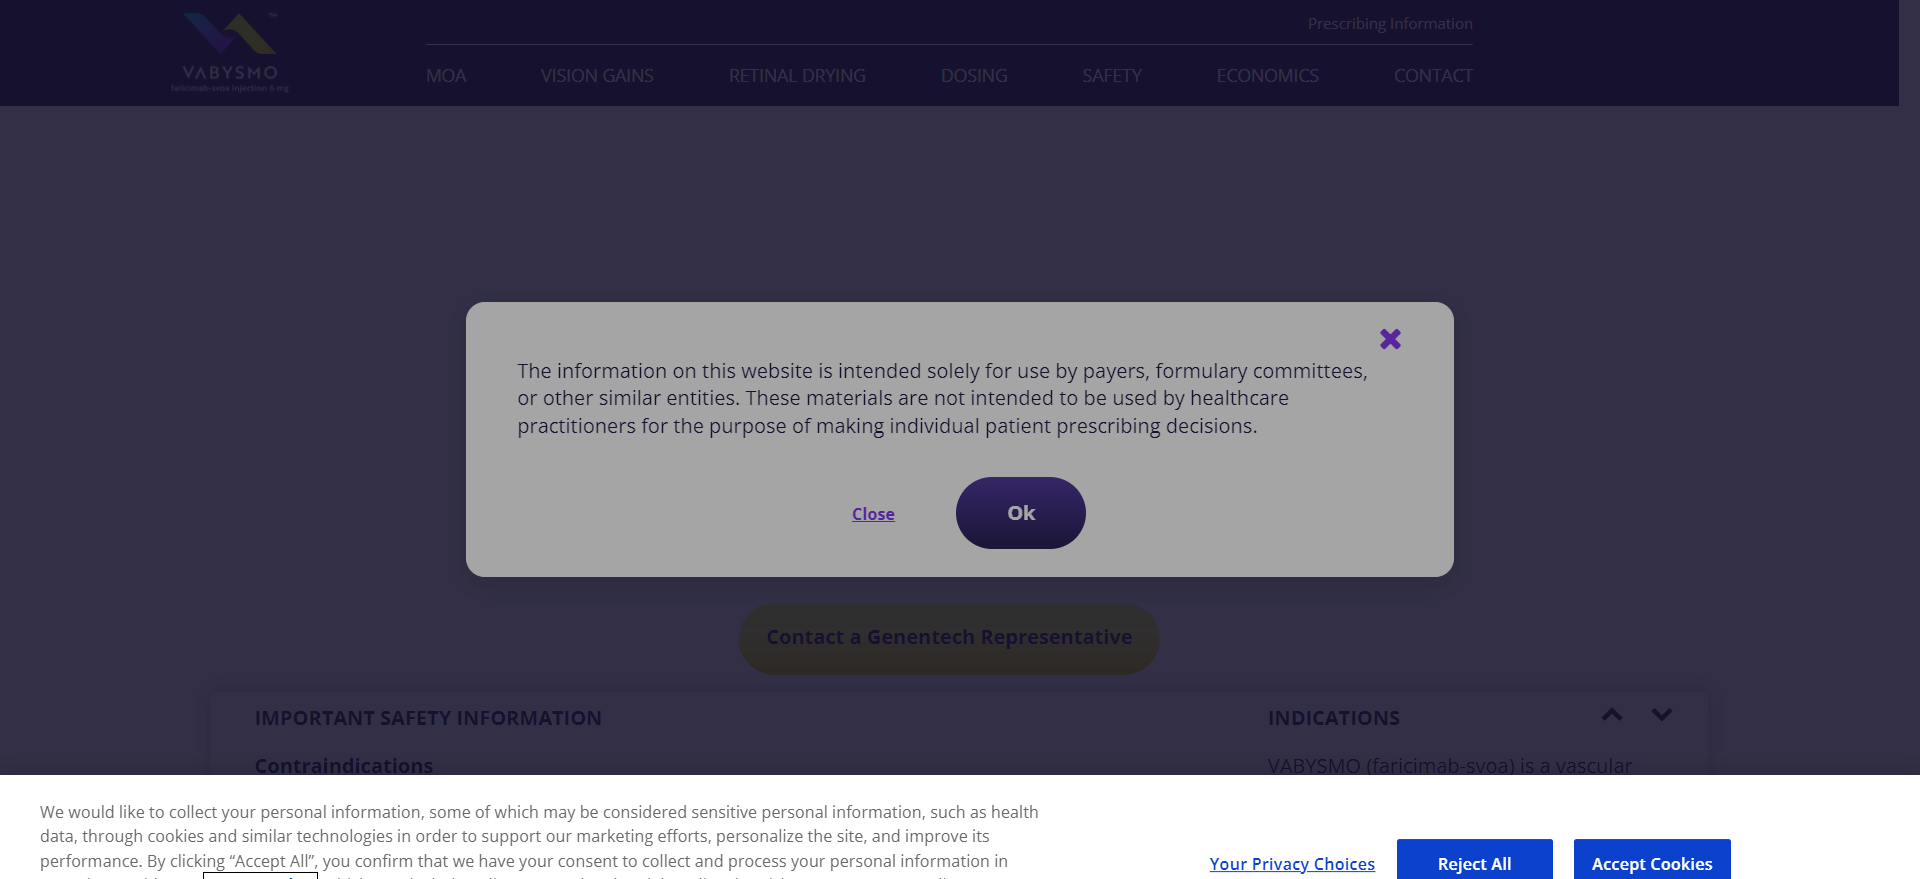 Prescribing Information
VABYSMO
faricimab-svoa injection 6 mg
MOA VISION GAINS RETINAL DRYING DOSING SAFETY ECONOMICS CONTACT
The information on this website is intended solely for use by payers, formulary committees,
or other similar entities. These materials are not intended to be used by healthcare
practitioners for the purpose of making individual patient prescribing decisions.
Close
Ok
Contact a Genentech Representative
IMPORTANT SAFETY INFORMATION
Contraindications
INDICATIONS
VABYSMO (faricimab-svoa) is a vascular
We would like to collect your personal information, some of which may be considered sensitive personal information, such as health
data, through cookies and similar technologies in order to support our marketing efforts, personalize the site, and improve its
performance. By clicking “Accept All”, you confirm that we have your consent to collect and process your personal information in
Your Privacy Choices
Reject All
Accept Cookies